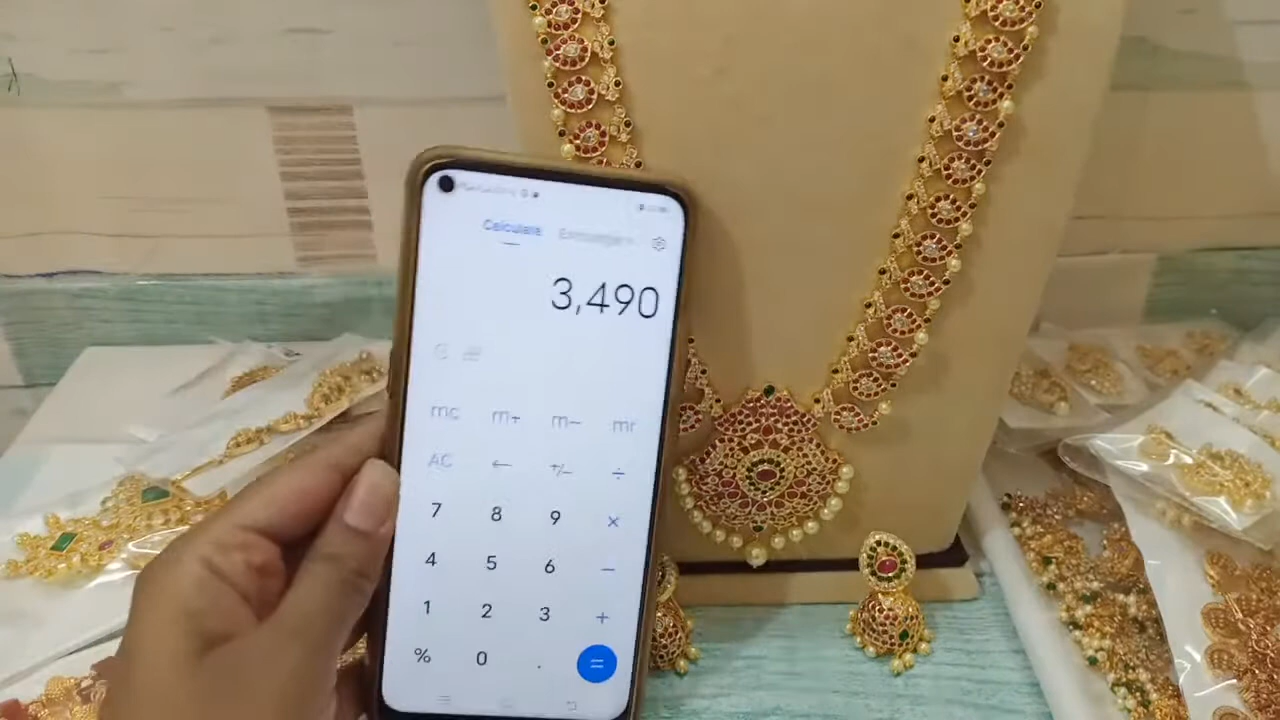 Calculate
3,490
mc m+ m− mr
AC ← +/− ÷
7 8 9 ×
4 5 6 −
1 2 3 +
% 0 . =